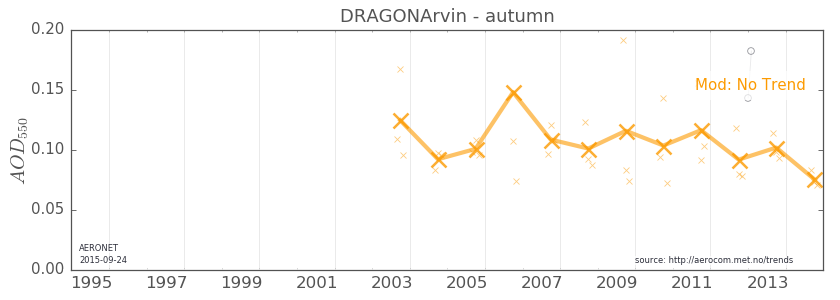 DRAGONArvin - autumn
0.20
0.15
0.10
0.05
0.00
AOD550
Mod: No Trend
AERONET
2015-09-24
source: http://aerocom.met.no/trends
1995 1997 1999 2001 2003 2005 2007 2009 2011 2013